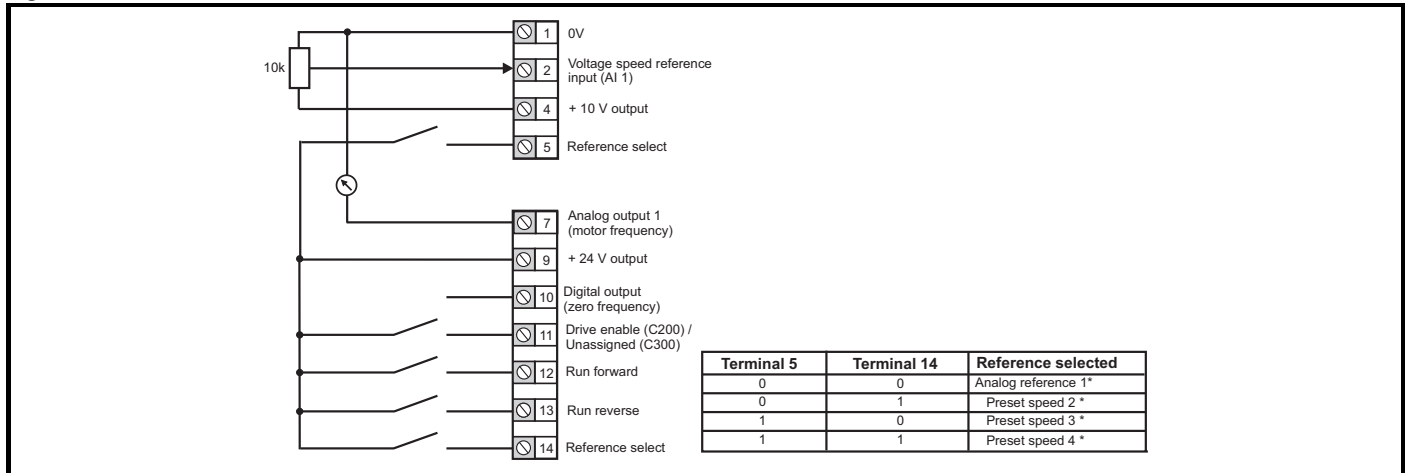 10k
1 0V
2 Voltage speed reference
input (AI 1)
4 + 10 V output
5 Reference select
7 Analog output 1
(motor frequency)
9 + 24 V output
10 Digital output
(zero frequency)
11 Drive enable (C200) /
Unassigned (C300)
12 Run forward
13 Run reverse
14 Reference select
Terminal 5 Terminal 14 Reference selected
0 0 Analog reference 1*
0 1 Preset speed 2 *
1 0 Preset speed 3 *
1 1 Preset speed 4 *